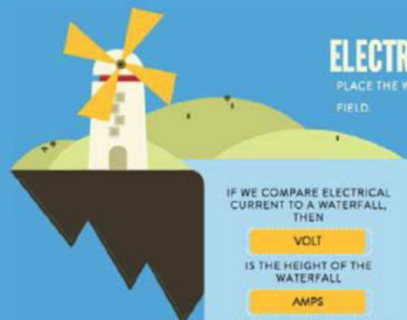 ELECTR
PLACE THE W
FIELD.
IF WE COMPARE ELECTRICAL
CURRENT TO A WATERFALL,
THEN
VOLT
IS THE HEIGHT OF THE
WATERFALL
AMPS